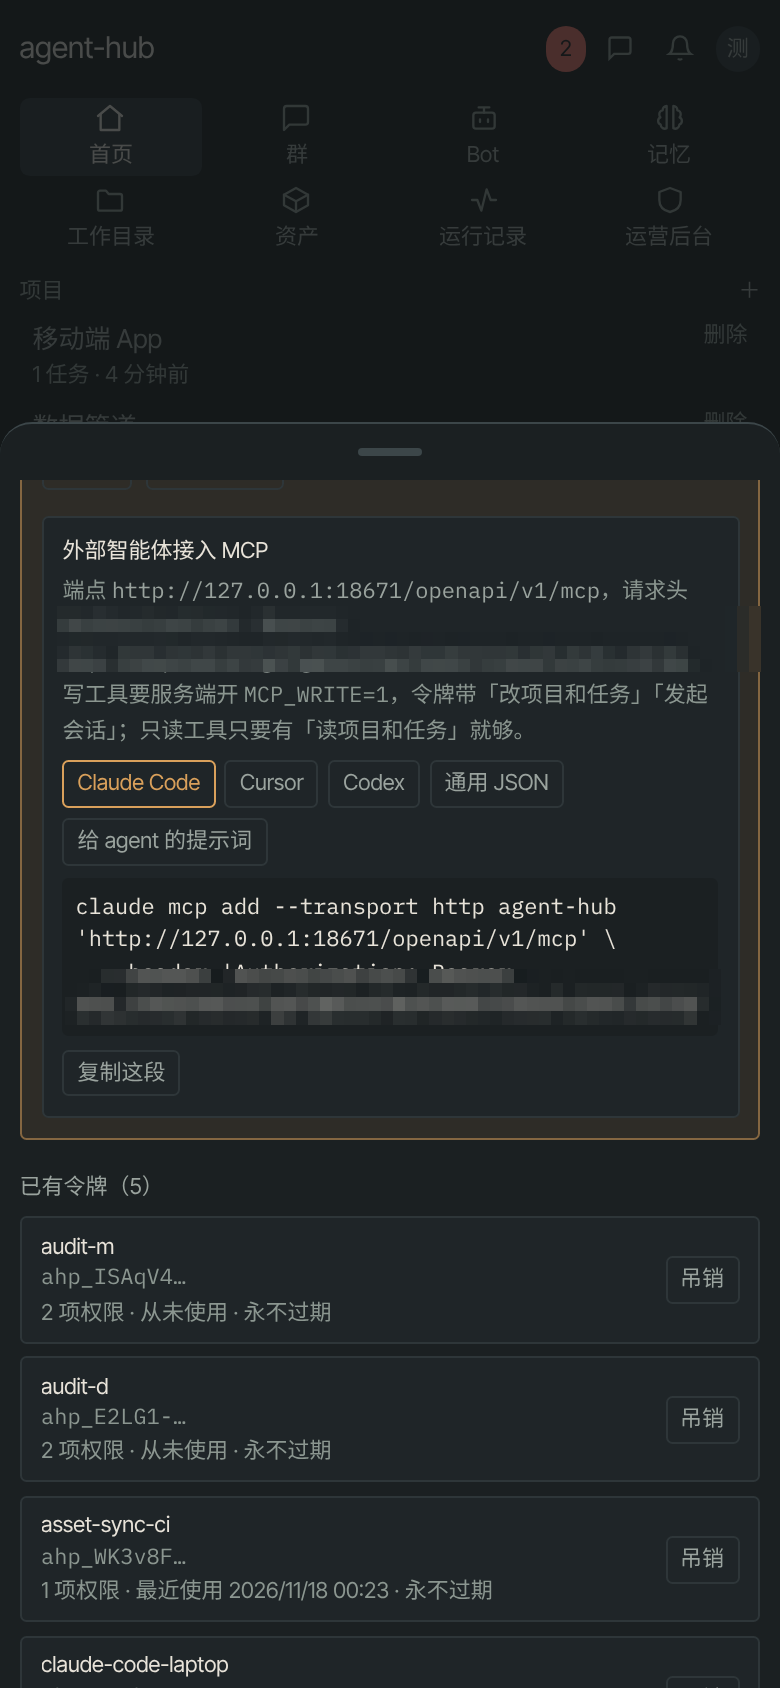 agent-hub
2
测
首页
群
Bot
记忆
工作目录
资产
运行记录
运营后台
项目
移动端 App
删除
1 任务 · 4 分钟前
数据管道
删除
外部智能体接入 MCP
端点 http://127.0.0.1:18671/openapi/v1/mcp，请求头
写工具要服务端开 MCP_WRITE=1，令牌带「改项目和任务」「发起
会话」；只读工具只要有「读项目和任务」就够。
Claude Code
Cursor
Codex
通用 JSON
给 agent 的提示词
claude mcp add --transport http agent-hub
'http://127.0.0.1:18671/openapi/v1/mcp' \
复制这段
已有令牌（5）
audit-m
ahp_ISAqV4…
2 项权限 · 从未使用 · 永不过期
吊销
audit-d
ahp_E2LG1-…
2 项权限 · 从未使用 · 永不过期
吊销
asset-sync-ci
ahp_WK3v8F…
1 项权限 · 最近使用 2026/11/18 00:23 · 永不过期
吊销
claude-code-laptop